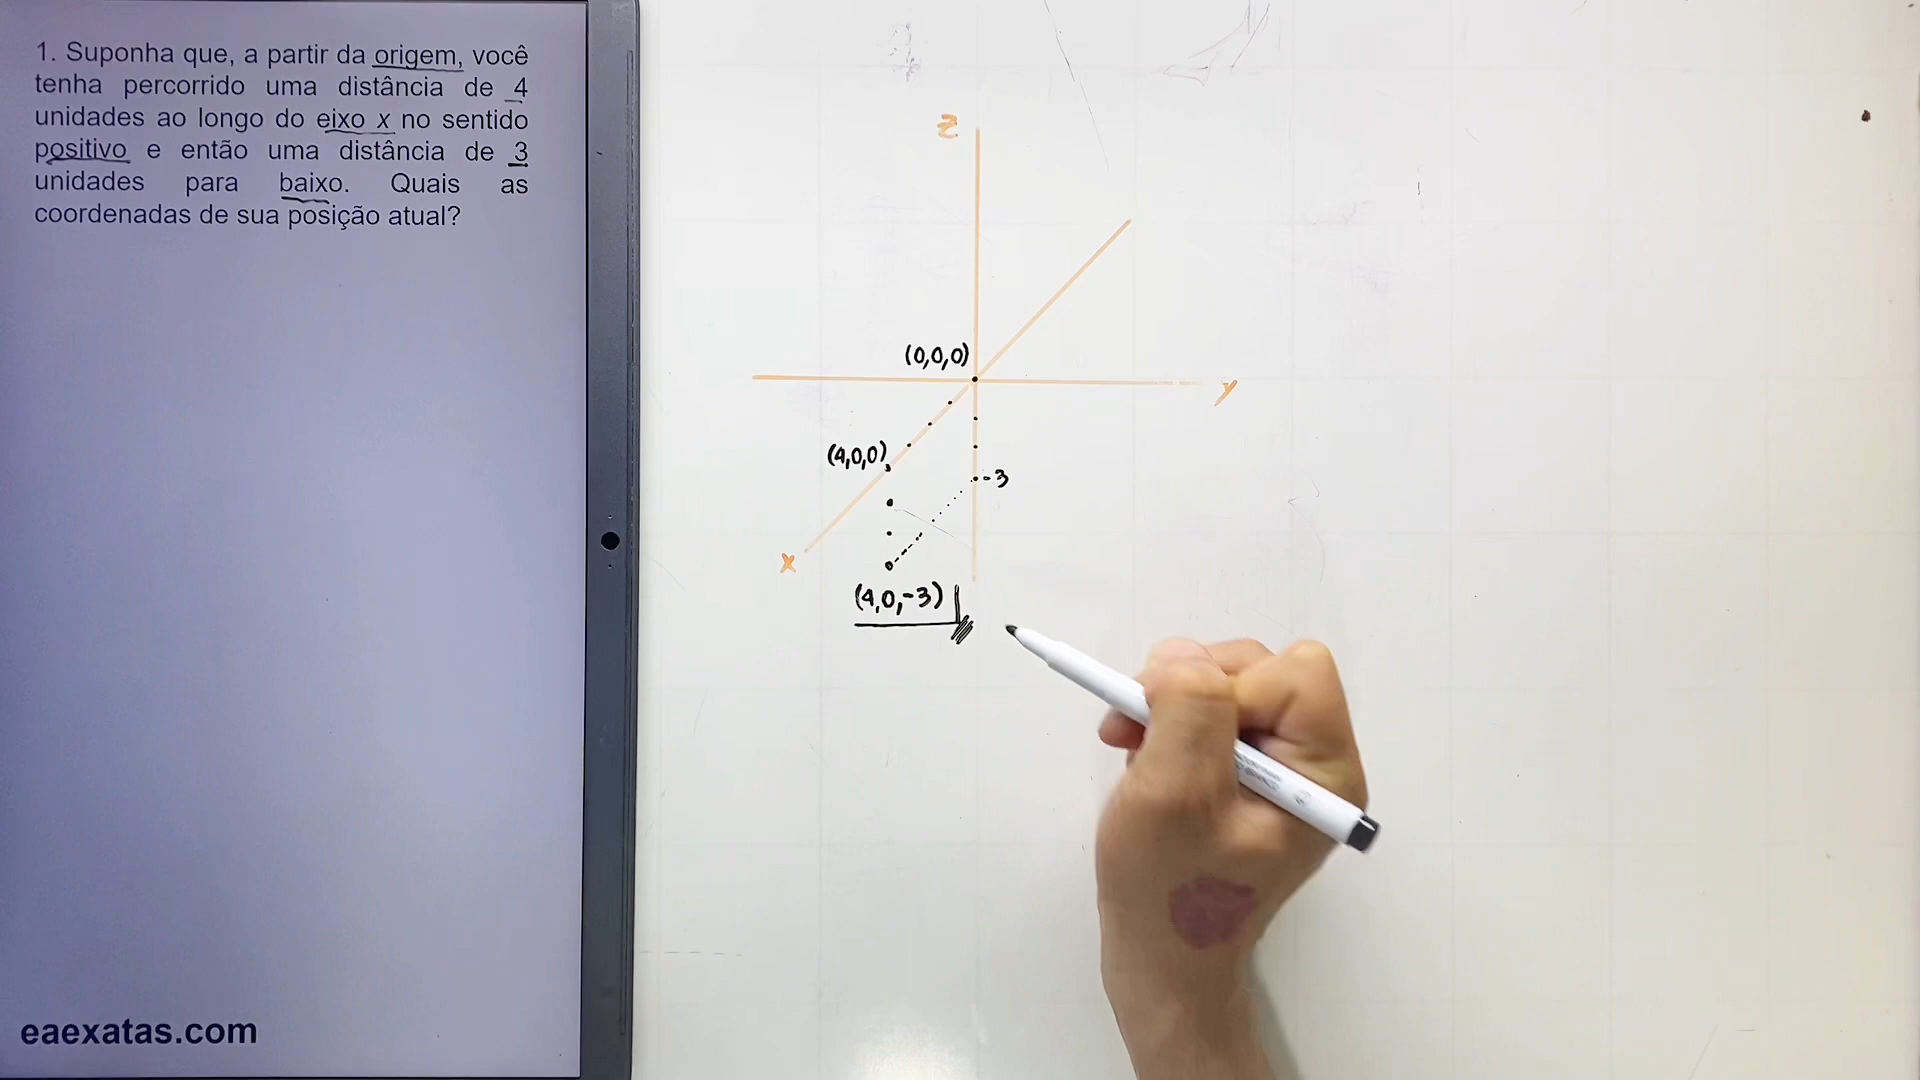 1. Suponha que, a partir da origem, você
tenha percorrido uma distância de 4
unidades ao longo do eixo x no sentido
positivo e então uma distância de 3
unidades para baixo. Quais as
coordenadas de sua posição atual?
z
(0,0,0)
y
(4,0,0)
-3
x
(4,0,-3)
eaexatas.com